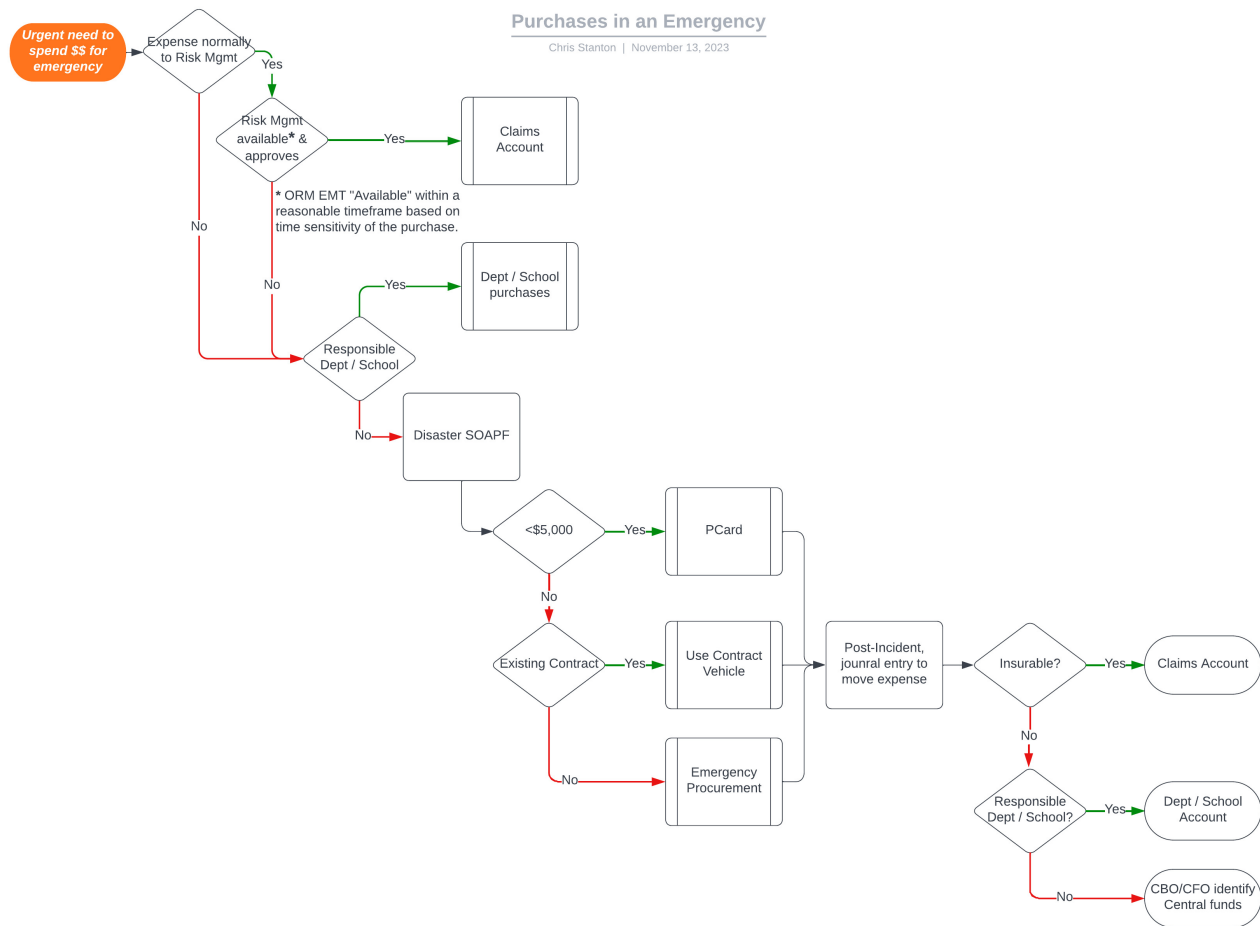 Purchases in an Emergency
Chris Stanton | November 13, 2023
Urgent need to
spend $$ for
emergency
Expense normally
to Risk Mgmt
Yes
Risk Mgmt
available* &
approves
Yes
Claims
Account
* ORM EMT "Available" within a
reasonable timeframe based on
time sensitivity of the purchase.
No
No
Yes
Dept / School
purchases
Responsible
Dept / School
No
Disaster SOAPF
<$5,000
Yes
PCard
No
Existing Contract
Yes
Use Contract
Vehicle
Post-Incident,
jounral entry to
move expense
Insurable?
Yes
Claims Account
No
No
Emergency
Procurement
Responsible
Dept / School?
Yes
Dept / School
Account
No
CBO/CFO identify
Central funds